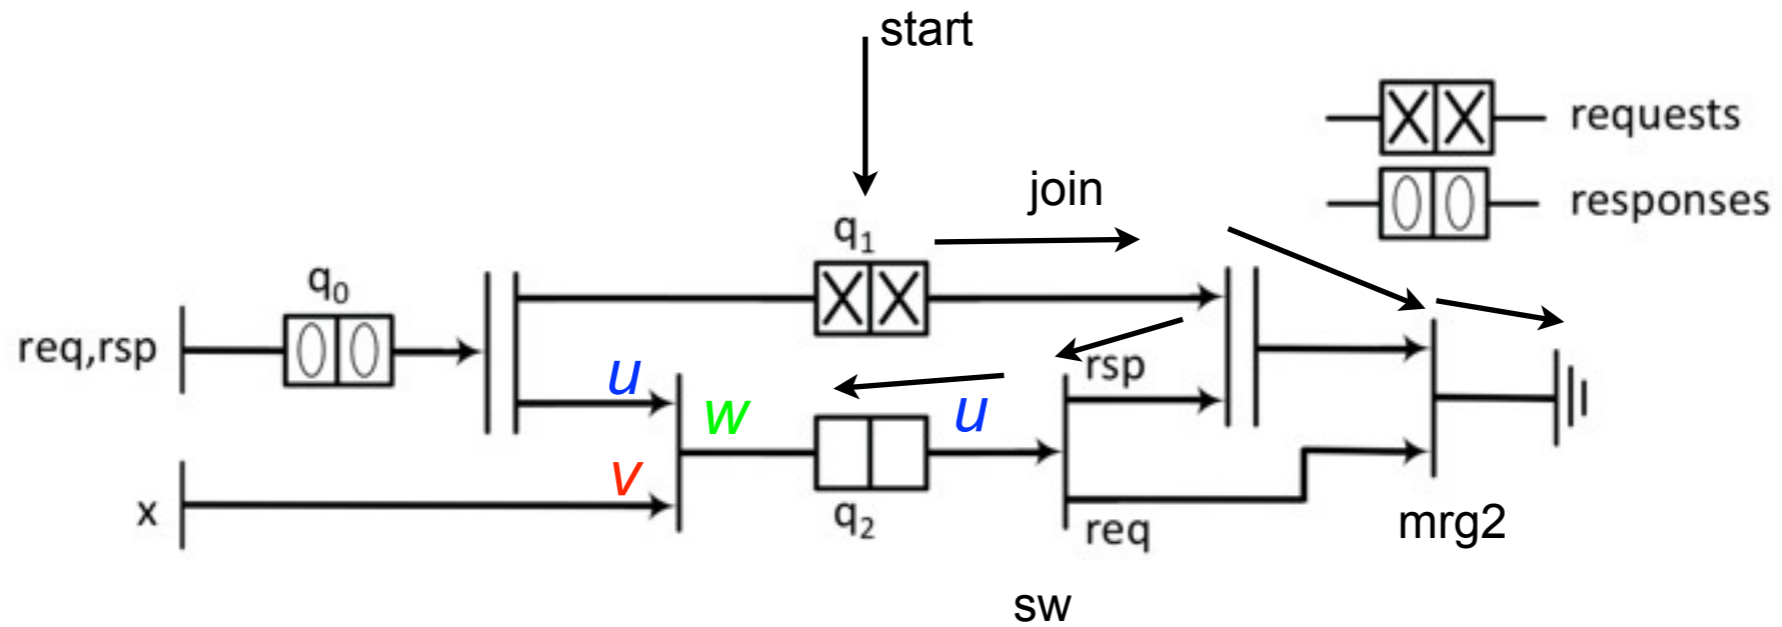 start
requests
responses
join
q1
q0
req,rsp
rsp
u
w
u
v
x
q2
req
mrg2
sw